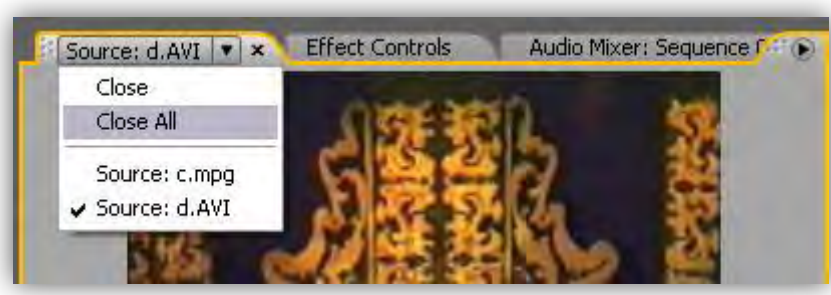 Source: d.AVI Effect Controls Audio Mixer: Sequence
Close
Close All
Source: c.mpg
Source: d.AVI